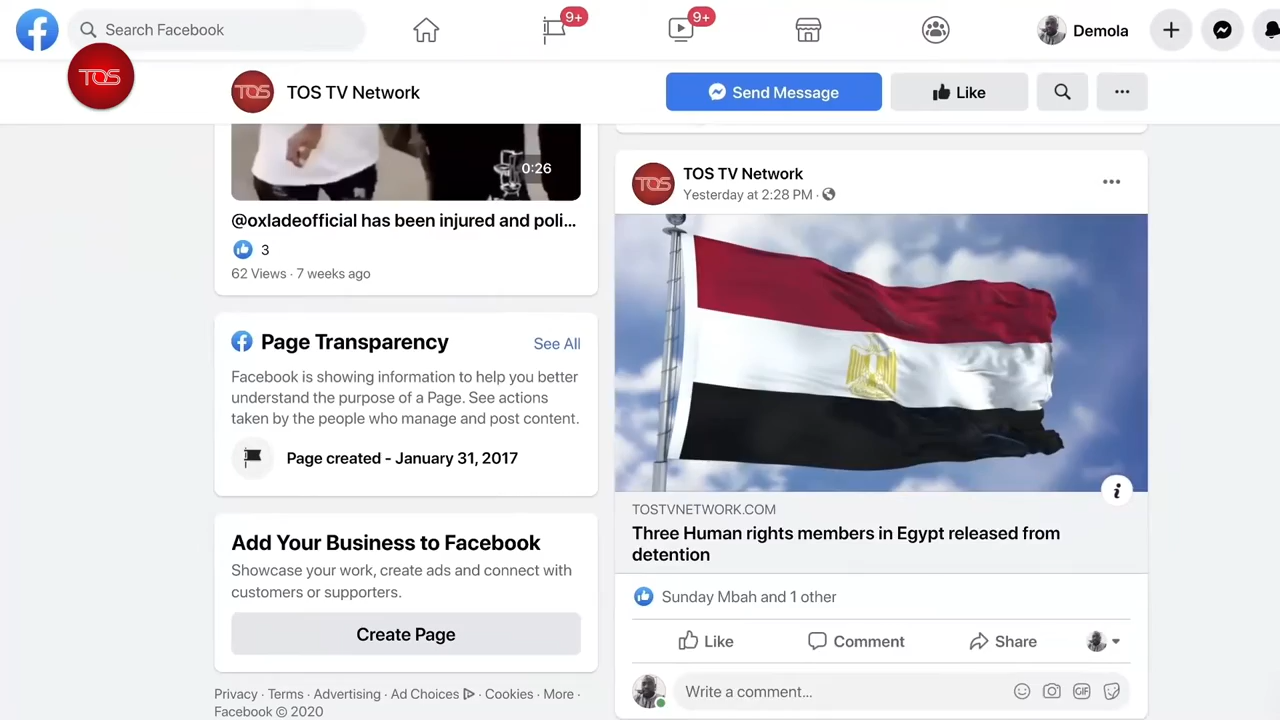 Search Facebook
9+
9+
Demola
TOS
TOS
TOS TV Network
Send Message
Like
0:26
@oxladeofficial has been injured and poli...
3
62 Views · 7 weeks ago
Page Transparency
See All
Facebook is showing information to help you better
understand the purpose of a Page. See actions
taken by the people who manage and post content.
Page created - January 31, 2017
Add Your Business to Facebook
Showcase your work, create ads and connect with
customers or supporters.
Create Page
Privacy · Terms · Advertising · Ad Choices · Cookies · More ·
Facebook © 2020
TOS
TOS TV Network
Yesterday at 2:28 PM ·
TOSTVNETWORK.COM
Three Human rights members in Egypt released from
detention
Sunday Mbah and 1 other
Like
Comment
Share
Write a comment...
GIF